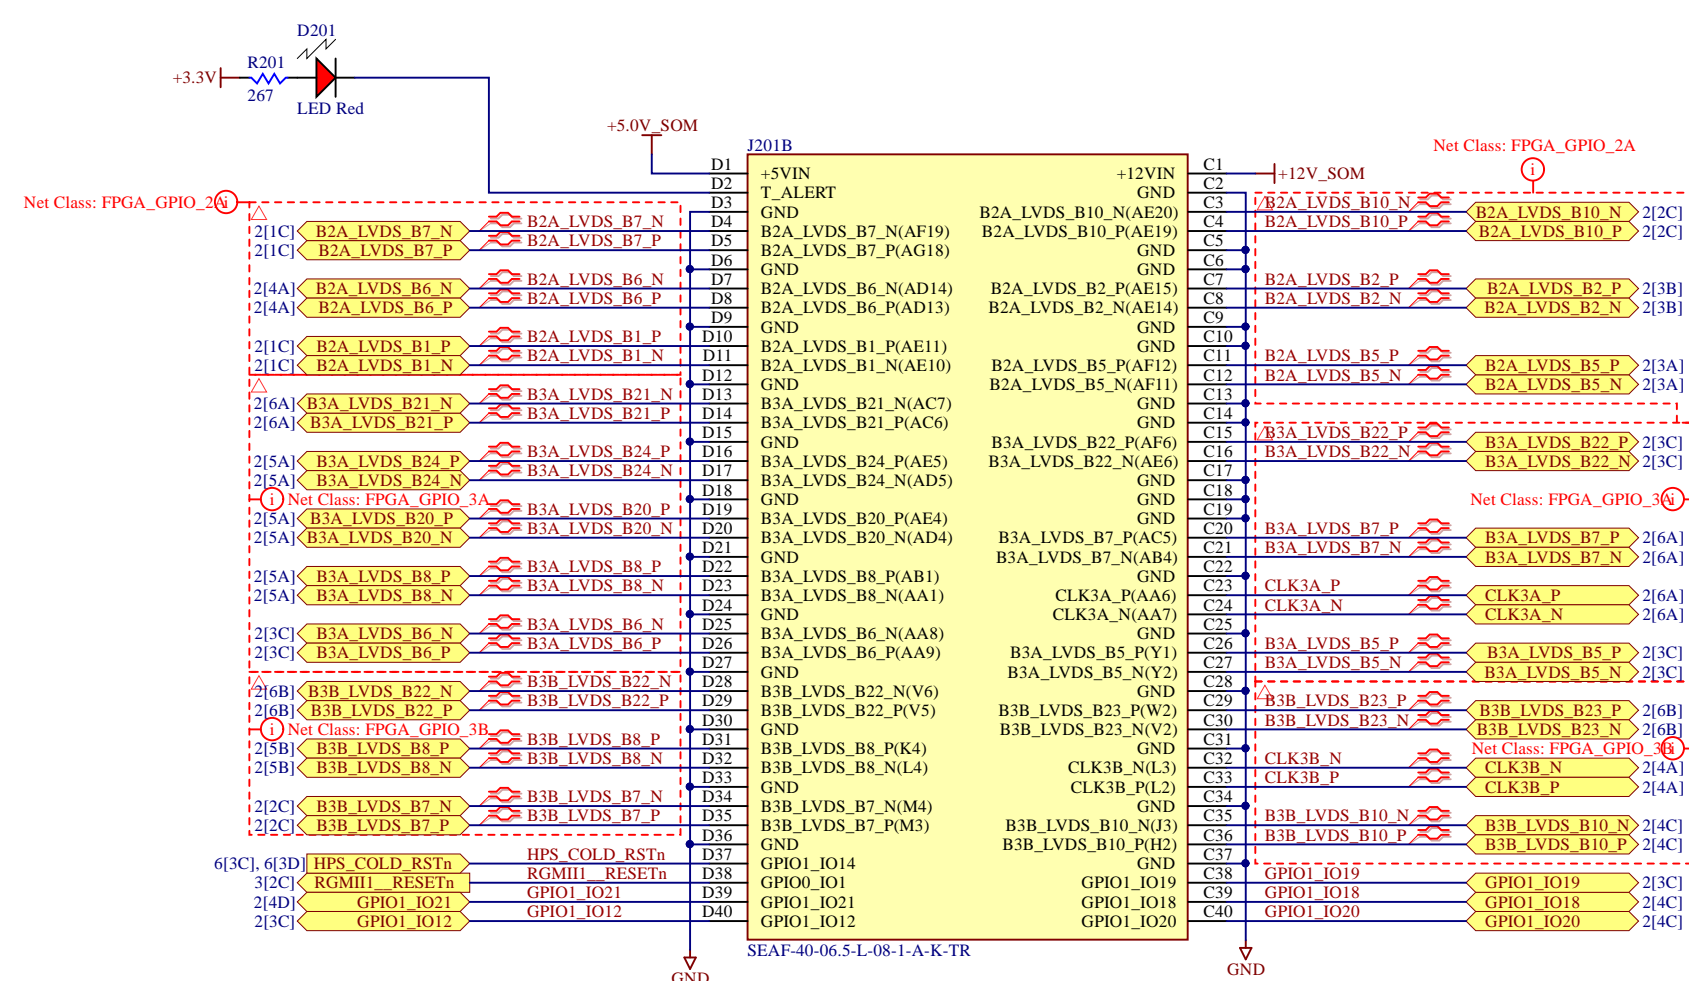 D201
R201
+3.3V
267
LED Red
+5.0V_SOM
J201B
Net Class: FPGA_GPIO_2A
D1 +5VIN +12VIN C1 +12V_SOM
D2 T_ALERT GND C2
Net Class: FPGA_GPIO_2A i
i
D3 GND B2A_LVDS_B10_N(AE20) C3 B2A_LVDS_B10_N B2A_LVDS_B10_N 2[2C]
2[1C] B2A_LVDS_B7_N B2A_LVDS_B7_N D4 B2A_LVDS_B7_N(AF19) B2A_LVDS_B10_P(AE19) C4 B2A_LVDS_B10_P B2A_LVDS_B10_P 2[2C]
2[1C] B2A_LVDS_B7_P B2A_LVDS_B7_P D5 B2A_LVDS_B7_P(AG18) GND C5
D6 GND GND C6
2[4A] B2A_LVDS_B6_N B2A_LVDS_B6_N D7 B2A_LVDS_B6_N(AD14) B2A_LVDS_B2_P(AE15) C7 B2A_LVDS_B2_P B2A_LVDS_B2_P 2[3B]
2[4A] B2A_LVDS_B6_P B2A_LVDS_B6_P D8 B2A_LVDS_B6_P(AD13) B2A_LVDS_B2_N(AE14) C8 B2A_LVDS_B2_N B2A_LVDS_B2_N 2[3B]
D9 GND GND C9
2[1C] B2A_LVDS_B1_P B2A_LVDS_B1_P D10 B2A_LVDS_B1_P(AE11) GND C10
2[1C] B2A_LVDS_B1_N B2A_LVDS_B1_N D11 B2A_LVDS_B1_N(AE10) B2A_LVDS_B5_P(AF12) C11 B2A_LVDS_B5_P B2A_LVDS_B5_P 2[3A]
D12 GND B2A_LVDS_B5_N(AF11) C12 B2A_LVDS_B5_N B2A_LVDS_B5_N 2[3A]
2[6A] B3A_LVDS_B21_N B3A_LVDS_B21_N D13 B3A_LVDS_B21_N(AC7) GND C13
2[6A] B3A_LVDS_B21_P B3A_LVDS_B21_P D14 B3A_LVDS_B21_P(AC6) GND C14
D15 GND B3A_LVDS_B22_P(AF6) C15 B3A_LVDS_B22_P B3A_LVDS_B22_P 2[3C]
2[5A] B3A_LVDS_B24_P B3A_LVDS_B24_P D16 B3A_LVDS_B24_P(AE5) B3A_LVDS_B22_N(AE6) C16 B3A_LVDS_B22_N B3A_LVDS_B22_N 2[3C]
2[5A] B3A_LVDS_B24_N B3A_LVDS_B24_N D17 B3A_LVDS_B24_N(AD5) GND C17
i Net Class: FPGA_GPIO_3A D18 GND GND C18 Net Class: FPGA_GPIO_3A i
2[5A] B3A_LVDS_B20_P B3A_LVDS_B20_P D19 B3A_LVDS_B20_P(AE4) GND C19
2[5A] B3A_LVDS_B20_N B3A_LVDS_B20_N D20 B3A_LVDS_B20_N(AD4) B3A_LVDS_B7_P(AC5) C20 B3A_LVDS_B7_P B3A_LVDS_B7_P 2[6A]
D21 GND B3A_LVDS_B7_N(AB4) C21 B3A_LVDS_B7_N B3A_LVDS_B7_N 2[6A]
2[5A] B3A_LVDS_B8_P B3A_LVDS_B8_P D22 B3A_LVDS_B8_P(AB1) GND C22
2[5A] B3A_LVDS_B8_N B3A_LVDS_B8_N D23 B3A_LVDS_B8_N(AA1) CLK3A_P(AA6) C23 CLK3A_P CLK3A_P 2[6A]
D24 GND CLK3A_N(AA7) C24 CLK3A_N CLK3A_N 2[6A]
2[3C] B3A_LVDS_B6_N B3A_LVDS_B6_N D25 B3A_LVDS_B6_N(AA8) GND C25
2[3C] B3A_LVDS_B6_P B3A_LVDS_B6_P D26 B3A_LVDS_B6_P(AA9) B3A_LVDS_B5_P(Y1) C26 B3A_LVDS_B5_P B3A_LVDS_B5_P 2[3C]
D27 GND B3A_LVDS_B5_N(Y2) C27 B3A_LVDS_B5_N B3A_LVDS_B5_N 2[3C]
2[6B] B3B_LVDS_B22_N B3B_LVDS_B22_N D28 B3B_LVDS_B22_N(V6) GND C28
2[6B] B3B_LVDS_B22_P B3B_LVDS_B22_P D29 B3B_LVDS_B22_P(V5) B3B_LVDS_B23_P(W2) C29 B3B_LVDS_B23_P B3B_LVDS_B23_P 2[6B]
i Net Class: FPGA_GPIO_3B D30 GND B3B_LVDS_B23_N(V2) C30 B3B_LVDS_B23_N B3B_LVDS_B23_N 2[6B]
2[5B] B3B_LVDS_B8_P B3B_LVDS_B8_P D31 B3B_LVDS_B8_P(K4) GND C31 Net Class: FPGA_GPIO_3B i
2[5B] B3B_LVDS_B8_N B3B_LVDS_B8_N D32 B3B_LVDS_B8_N(L4) CLK3B_N(L3) C32 CLK3B_N CLK3B_N 2[4A]
D33 GND CLK3B_P(L2) C33 CLK3B_P CLK3B_P 2[4A]
2[2C] B3B_LVDS_B7_N B3B_LVDS_B7_N D34 B3B_LVDS_B7_N(M4) GND C34
2[2C] B3B_LVDS_B7_P B3B_LVDS_B7_P D35 B3B_LVDS_B7_P(M3) B3B_LVDS_B10_N(J3) C35 B3B_LVDS_B10_N B3B_LVDS_B10_N 2[4C]
D36 GND B3B_LVDS_B10_P(H2) C36 B3B_LVDS_B10_P B3B_LVDS_B10_P 2[4C]
6[3C], 6[3D] HPS_COLD_RSTn HPS_COLD_RSTn D37 GPIO1_IO14 GND C37
3[2C] RGMII1__RESETn RGMII1__RESETn D38 GPIO0_IO1 GPIO1_IO19 C38 GPIO1_IO19 GPIO1_IO19 2[3C]
2[4D] GPIO1_IO21 GPIO1_IO21 D39 GPIO1_IO21 GPIO1_IO18 C39 GPIO1_IO18 GPIO1_IO18 2[4C]
2[3C] GPIO1_IO12 GPIO1_IO12 D40 GPIO1_IO12 GPIO1_IO20 C40 GPIO1_IO20 GPIO1_IO20 2[4C]
SEAF-40-06.5-L-08-1-A-K-TR
GND
GND